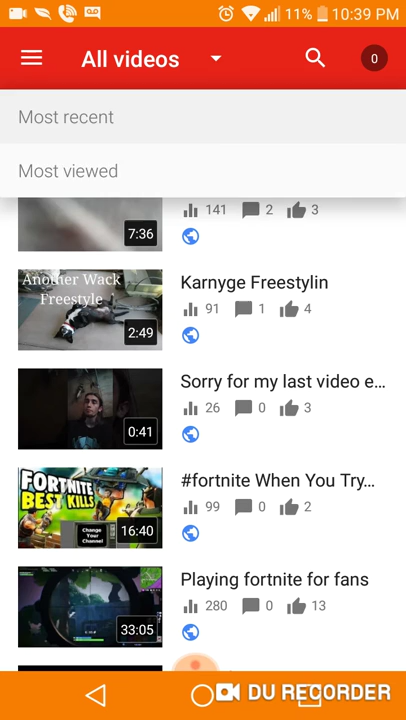 11% 10:39 PM
All videos
0
Most recent
Most viewed
141 2 3
7:36
Another Wack
Freestyle
2:49
Karnyge Freestylin
91 1 4
0:41
Sorry for my last video e...
26 0 3
FORTNITE
BEST KILLS
Change
Your
Channel
16:40
#fortnite When You Try...
99 0 2
33:05
Playing fortnite for fans
280 0 13
DU RECORDER